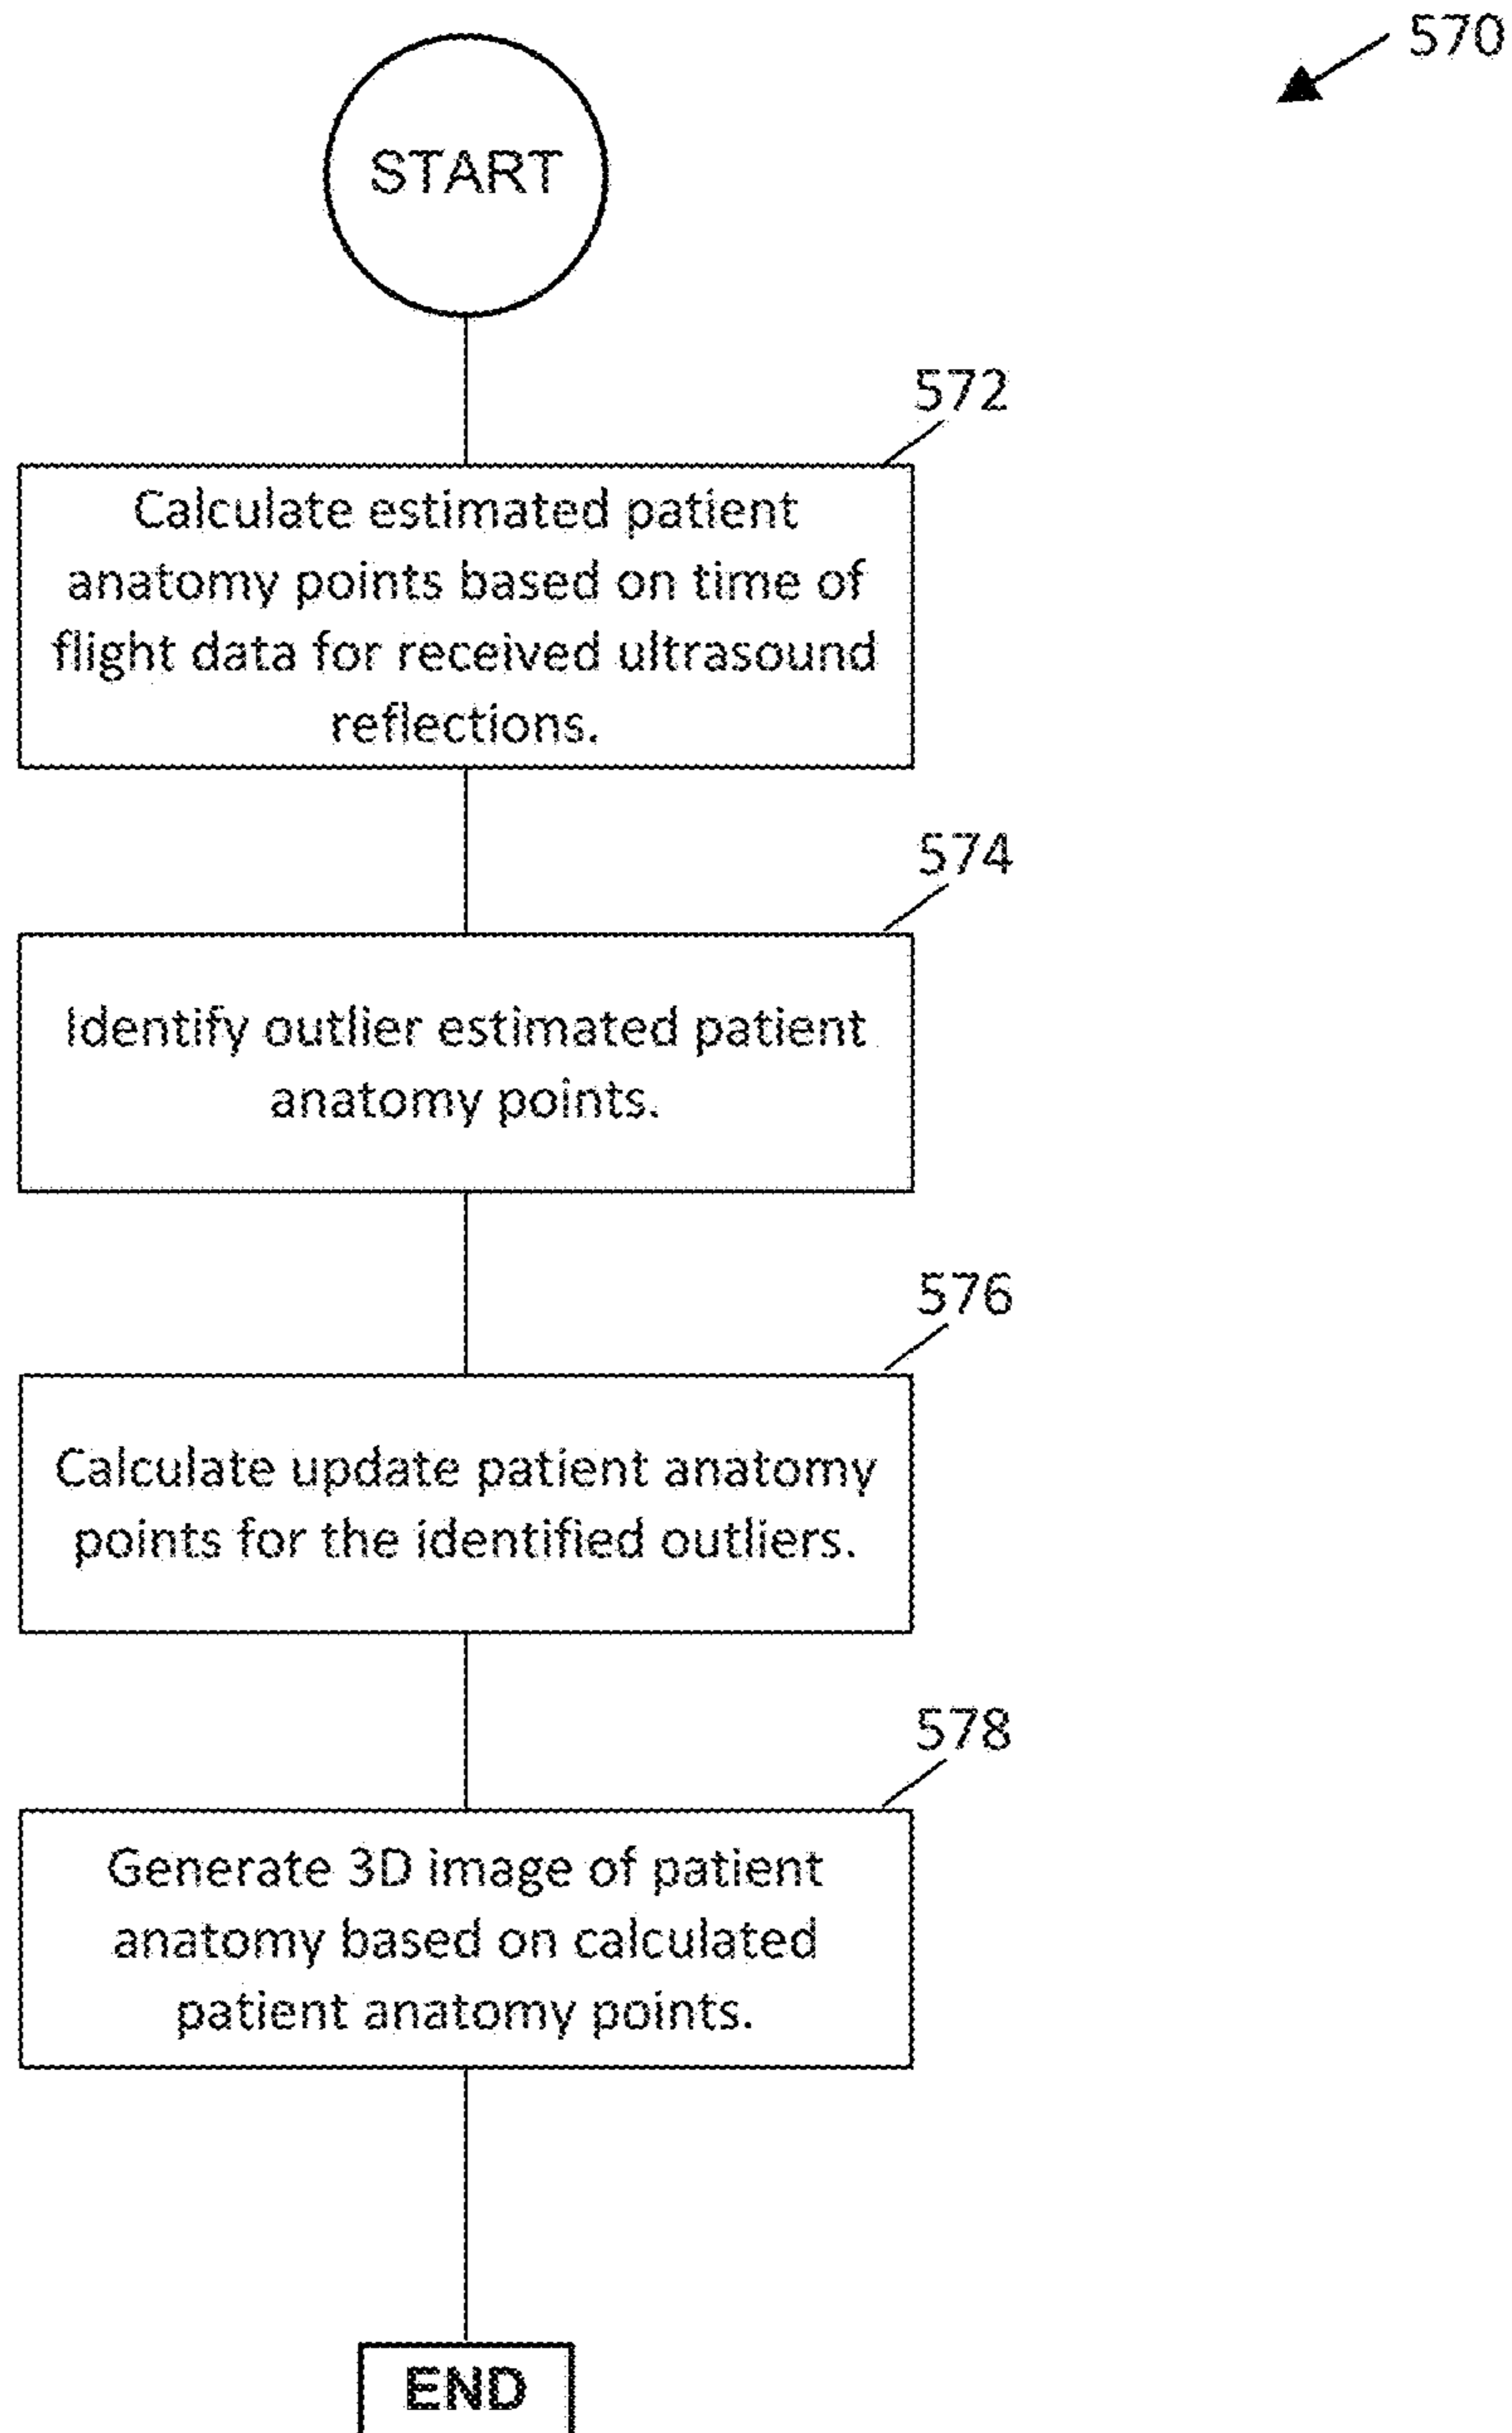 570
START
572
Calculate estimated patient
anatomy points based on time of
flight data for received ultrasound
reflections.
574
Identify outlier estimated patient
anatomy points.
576
Calculate update patient anatomy
points for the identified outliers.
578
Generate 3D image of patient
anatomy based on calculated
patient anatomy points.
END